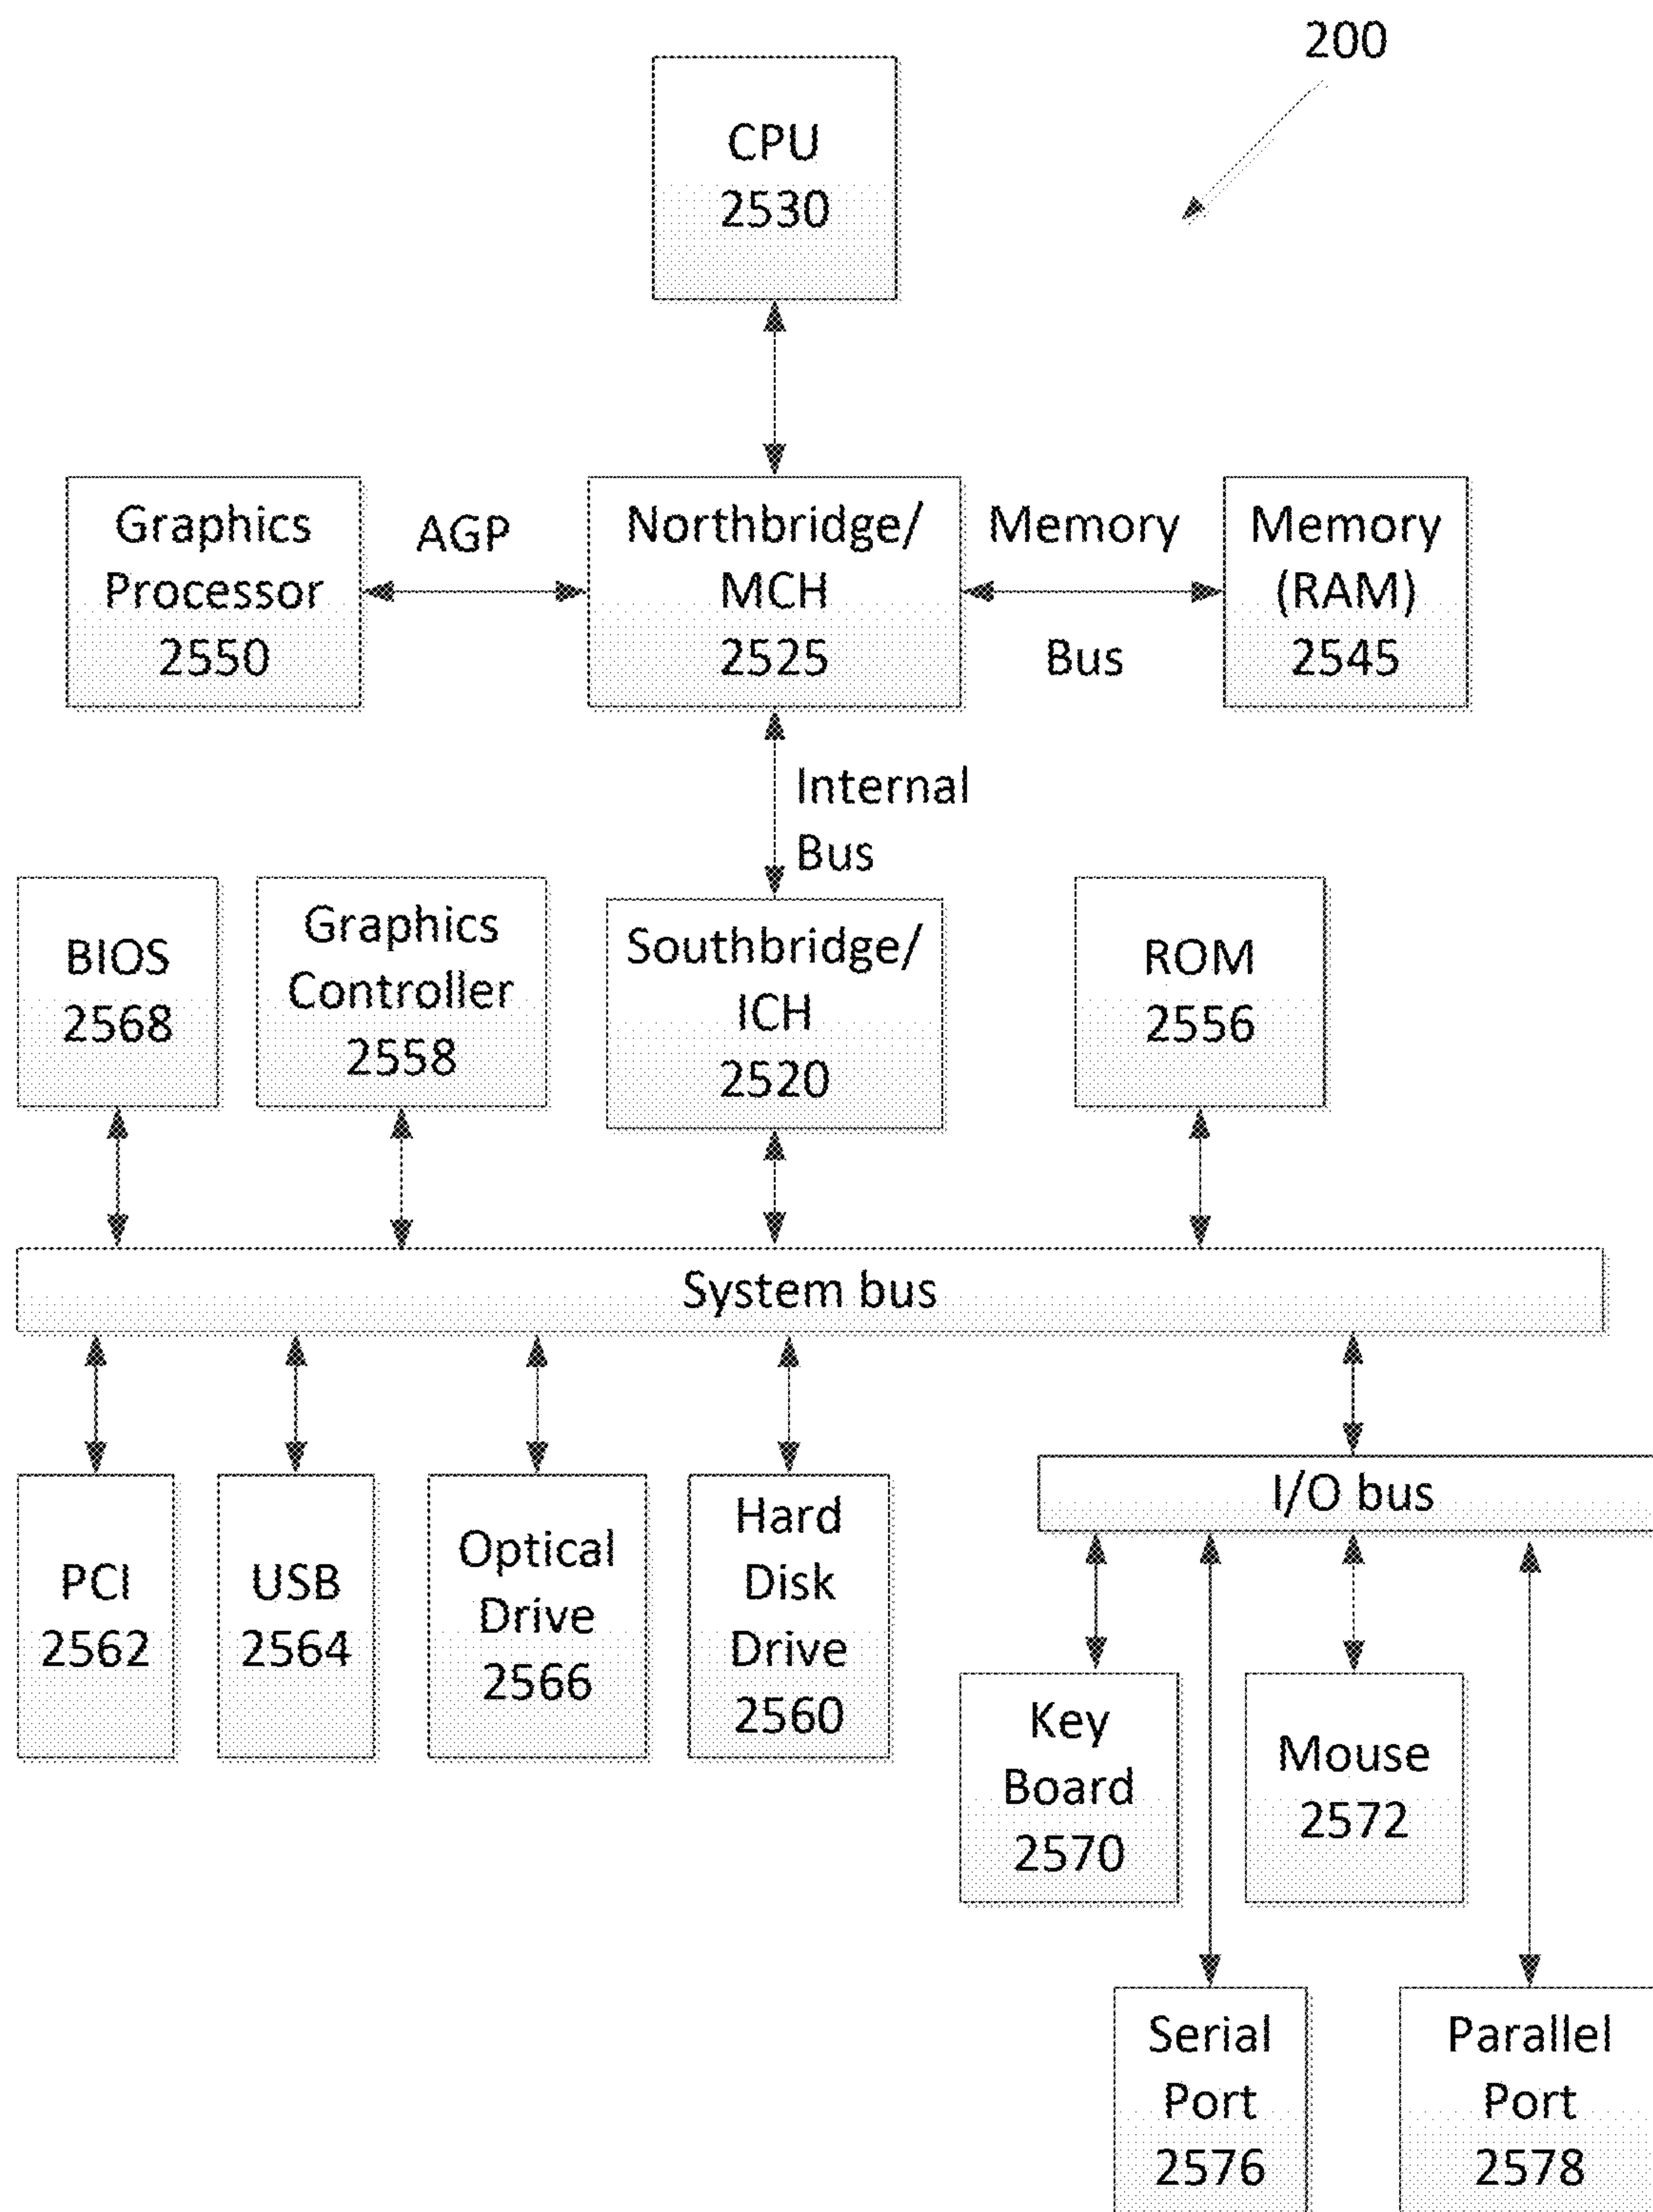 200
CPU
2530
Graphics
Processor
2550
AGP
Northbridge/
MCH
2525
Memory
Bus
Memory
(RAM)
2545
Internal
Bus
BIOS
2568
Graphics
Controller
2558
Southbridge/
ICH
2520
ROM
2556
System bus
PCI
2562
USB
2564
Optical
Drive
2566
Hard
Disk
Drive
2560
I/O bus
Key
Board
2570
Mouse
2572
Serial
Port
2576
Parallel
Port
2578